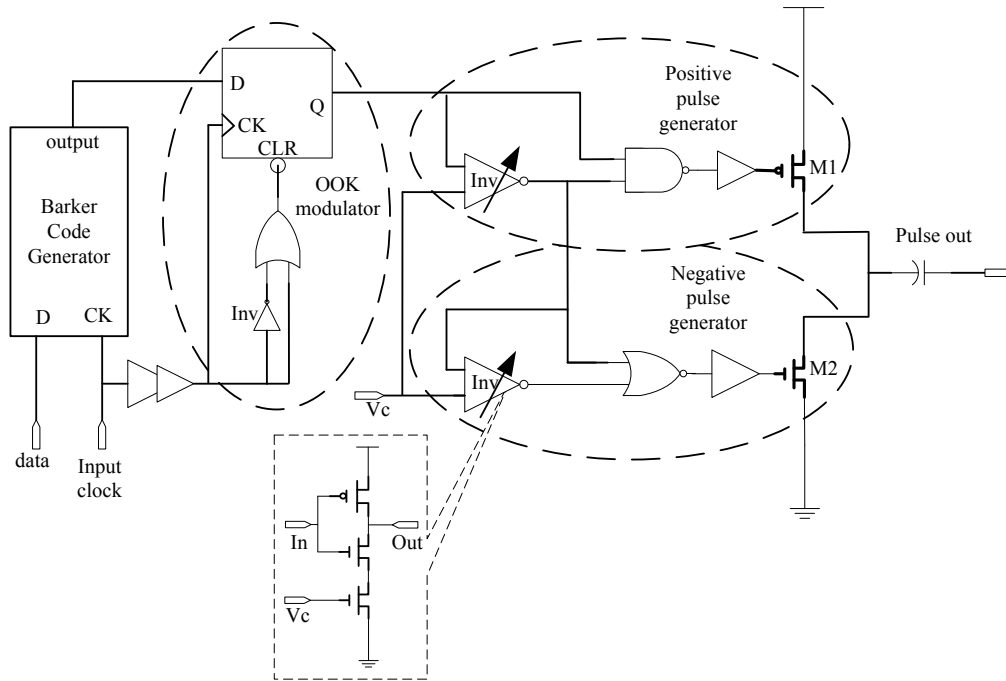 D
Q
CK
CLR
OOK
modulator
output
Barker
Code
Generator
D
CK
Inv
data
Input
clock
Positive
pulse
generator
Inv
M1
Pulse out
Negative
pulse
generator
Inv
M2
Vc
In
Out
Vc